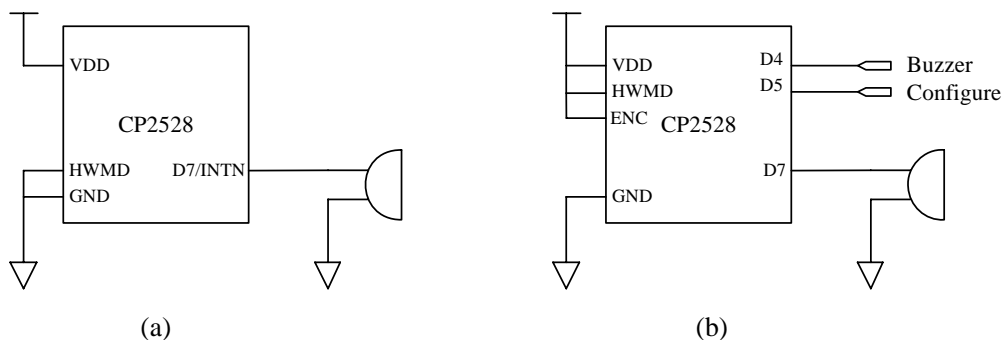 VDD
CP2528
HWMD
D7/INTN
GND
(a)
VDD
HWMD
ENC
CP2528
D4
D5
Buzzer
Configure
D7
GND
(b)